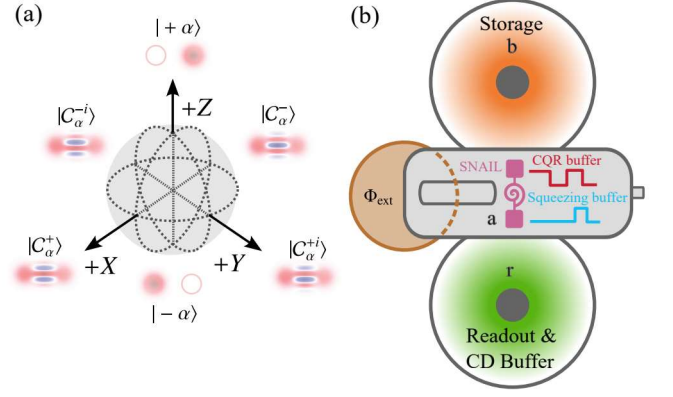 (a)
|+α⟩
+Z
|C_α^{-i}⟩
|C_α^-⟩
|C_α^+⟩
+X
+Y
|C_α^{+i}⟩
|−α⟩
(b)
Storage
b
SNAIL
CQR buffer
Φ_ext
Squeezing buffer
a
r
Readout &
CD Buffer